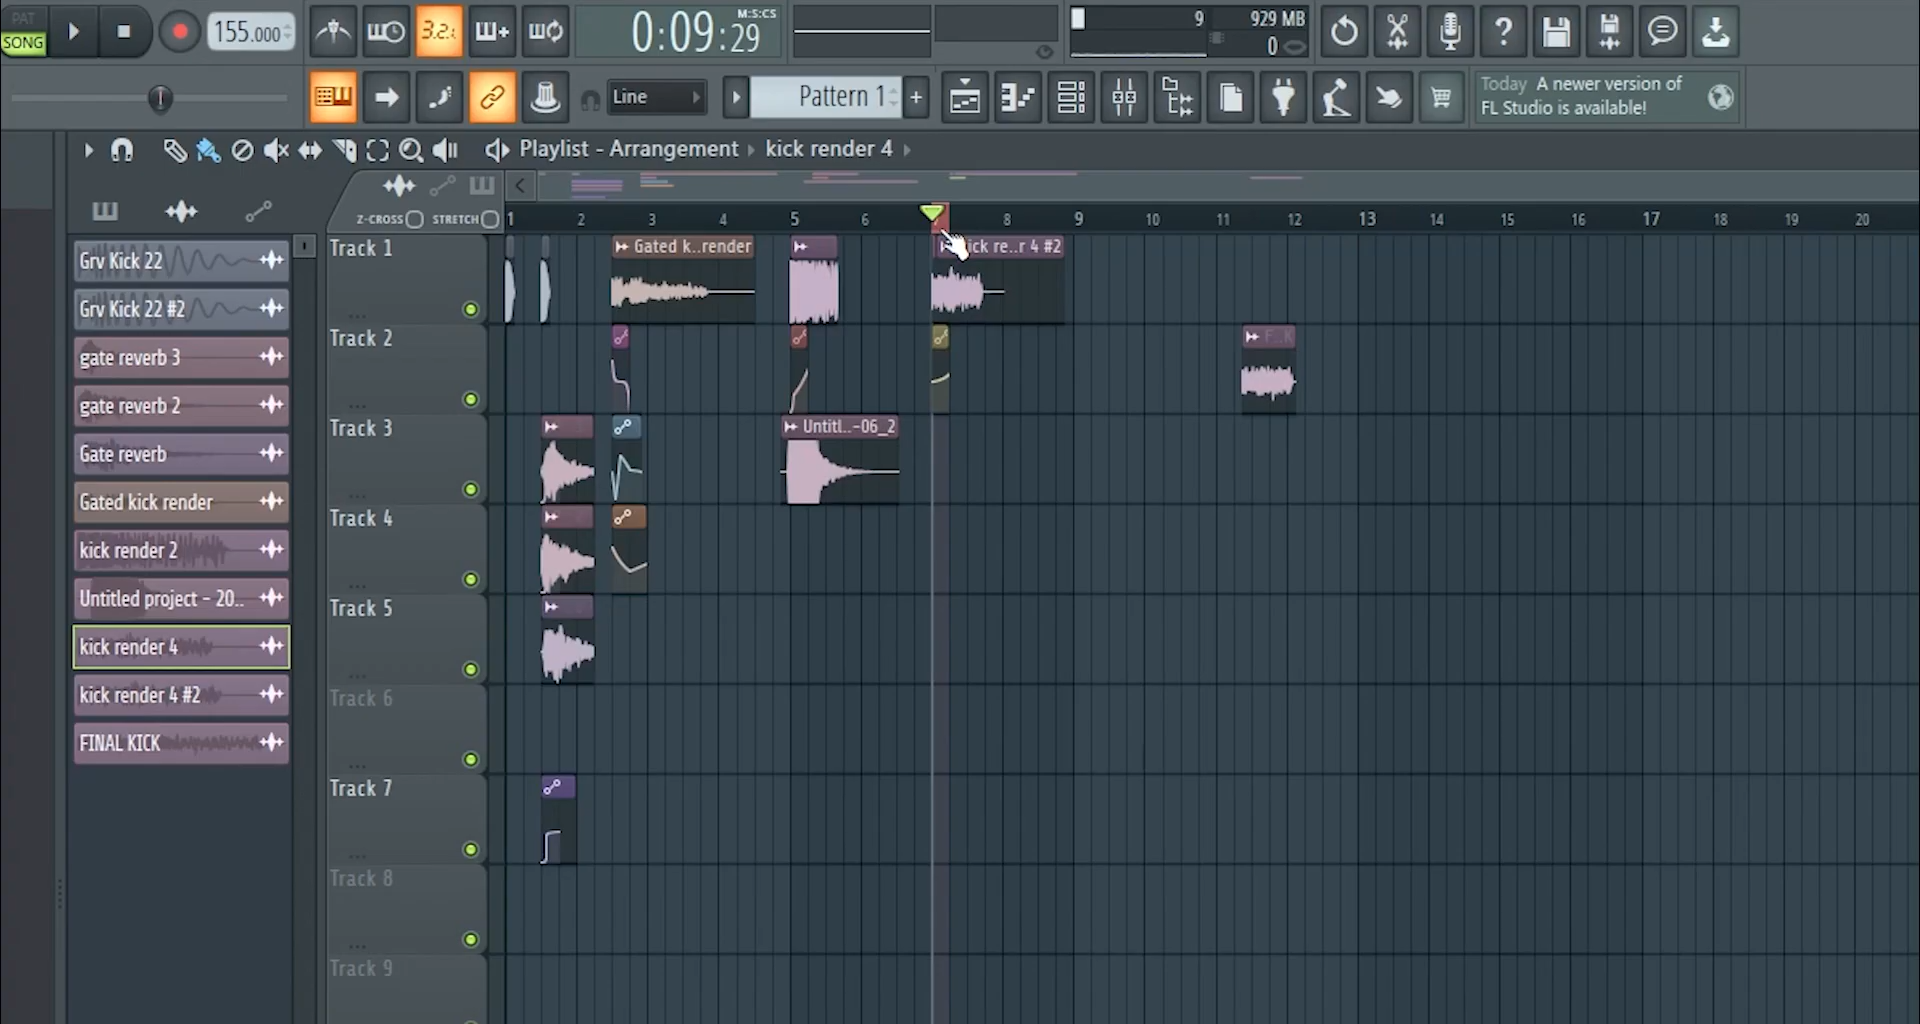 PAT
SONG
155.000
3.2.ı
0:09:29
M:S:CS
9
929 MB
0
Line
Pattern 1
Today A newer version of
FL Studio is available!
Playlist - Arrangement
kick render 4
Z-CROSS
STRETCH
1 2 3 4 5 6 8 9 10 11 12 13 14 15 16 17 18 19 20
Grv Kick 22
Grv Kick 22 #2
gate reverb 3
gate reverb 2
Gate reverb
Gated kick render
kick render 2
Untitled project - 20..
kick render 4
kick render 4 #2
FINAL KICK
Track 1
Gated k..render
ick re..r 4 #2
Track 2
Track 3
Untitl..-06_2
Track 4
Track 5
Track 6
Track 7
Track 8
Track 9